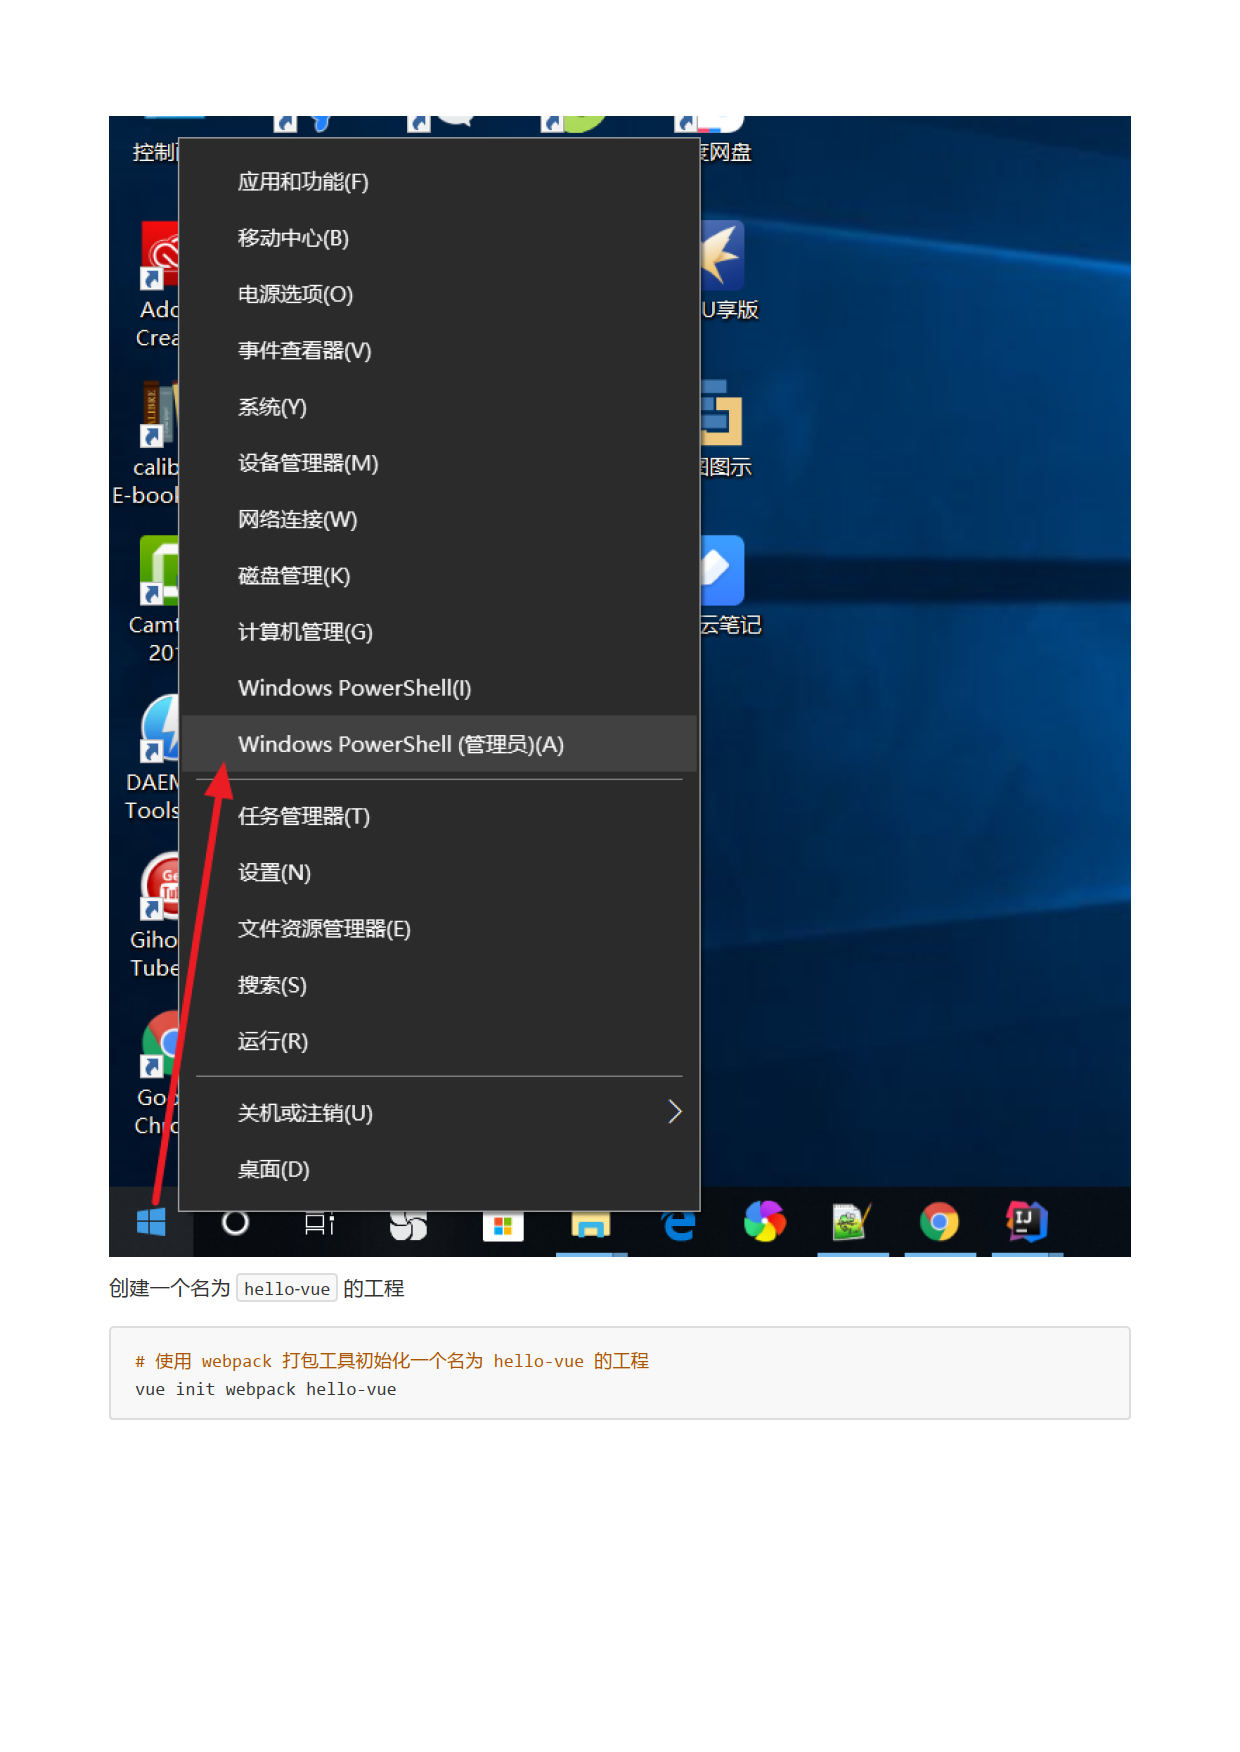 控制
度网盘
应用和功能(F)
移动中心(B)
电源选项(O)
事件查看器(V)
系统(Y)
设备管理器(M)
网络连接(W)
磁盘管理(K)
计算机管理(G)
Windows PowerShell(I)
Windows PowerShell (管理员)(A)
任务管理器(T)
设置(N)
文件资源管理器(E)
搜索(S)
运行(R)
关机或注销(U)
桌面(D)
Ado
Crea
U享版
calib
E-book
图示
Camt
201
云笔记
DAEM
Tools
Giho
Tube
Goo
Chro
创建一个名为 hello-vue 的工程
# 使用 webpack 打包工具初始化一个名为 hello-vue 的工程
vue init webpack hello-vue